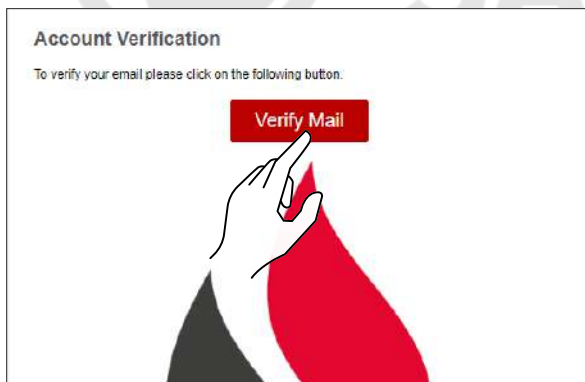 Account Verification
To verify your email please click on the following button.
Verify Mail